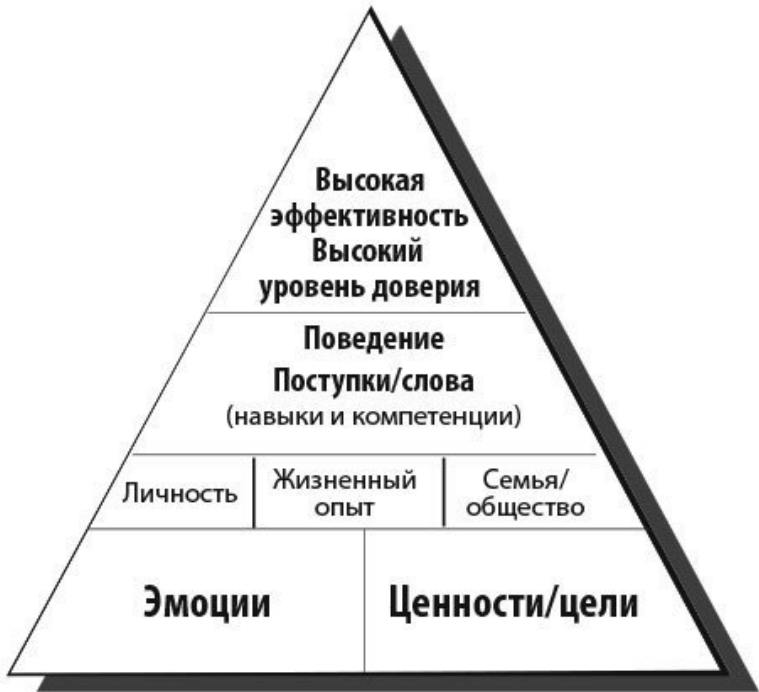 Высокая
эффективность
Высокий
уровень доверия
Поведение
Поступки/слова
(навыки и компетенции)
Личность
Жизненный
опыт
Семья/
общество
Эмоции
Ценности/цели